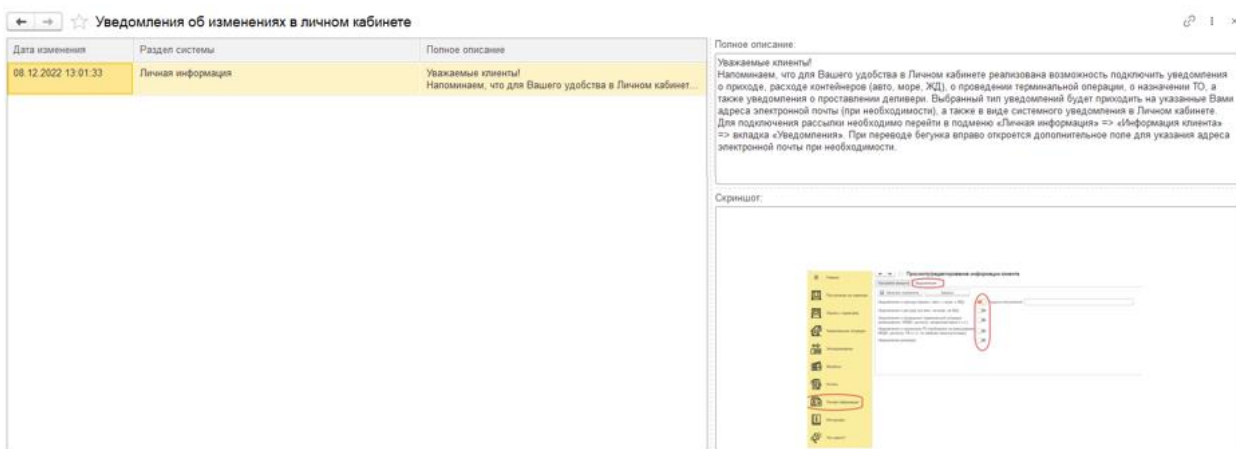 Уведомления об изменениях в личном кабинете
Дата изменения
Раздел системы
Полное описание
08.12.2022 13:01:33
Личная информация
Уважаемые клиенты!
Напоминаем, что для Вашего удобства в Личном кабинет...
Полное описание:
Уважаемые клиенты!
Напоминаем, что для Вашего удобства в Личном кабинете реализована возможность подключить уведомления
о приходе, расходе контейнеров (авто, море, ЖД), о проведении терминальной операции, о назначении ТО, а
также уведомления о проставлении деливери. Выбранный тип уведомлений будет приходить на указанные Вами
адреса электронной почты (при необходимости), а также в виде системного уведомления в Личном кабинете.
Для подключения рассылки необходимо перейти в подменю «Личная информация» => «Информация клиента»
=> вкладка «Уведомления». При переводе бегунка вправо откроется дополнительное поле для указания адреса
электронной почты при необходимости.
Скриншот:
Просмотр/редактирование информации клиента